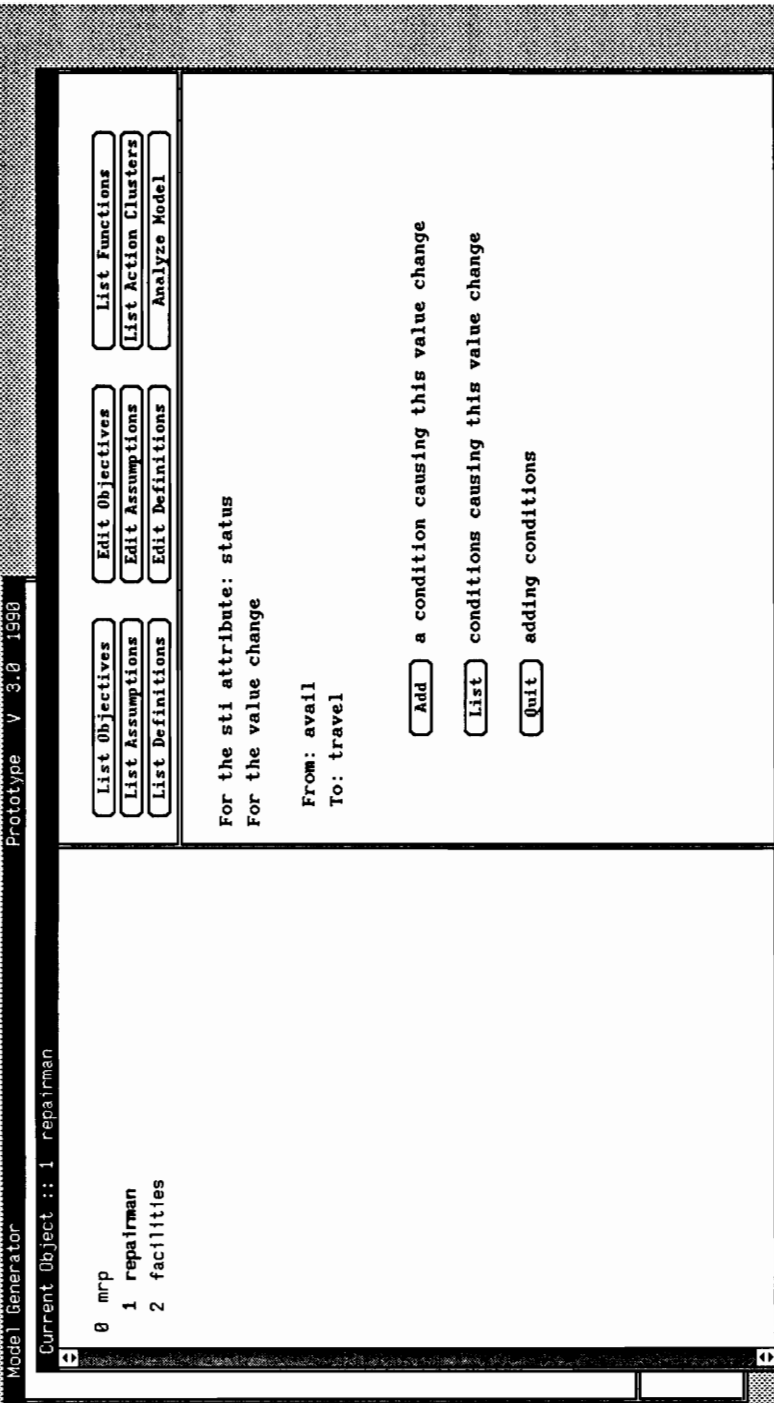 Model Generator Prototype V 3.0 1990
Current Object :: 1 repairman
0 mrp
1 repairman
2 facilities
List Objectives Edit Objectives List Functions
List Assumptions Edit Assumptions List Action Clusters
List Definitions Edit Definitions Analyze Model
For the sti attribute: status
For the value change
From: avail
To: travel
Add a condition causing this value change
List conditions causing this value change
Quit adding conditions